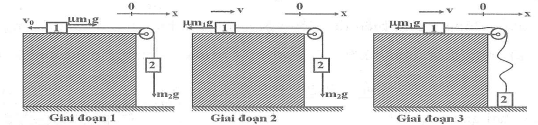 0 x
v₀ 1 μm₁g
2
m₂g
Giai đoạn 1
0 x
v
μm₁g 1
2
m₂g
Giai đoạn 2
0 x
v
μm₁g 1
2
Giai đoạn 3